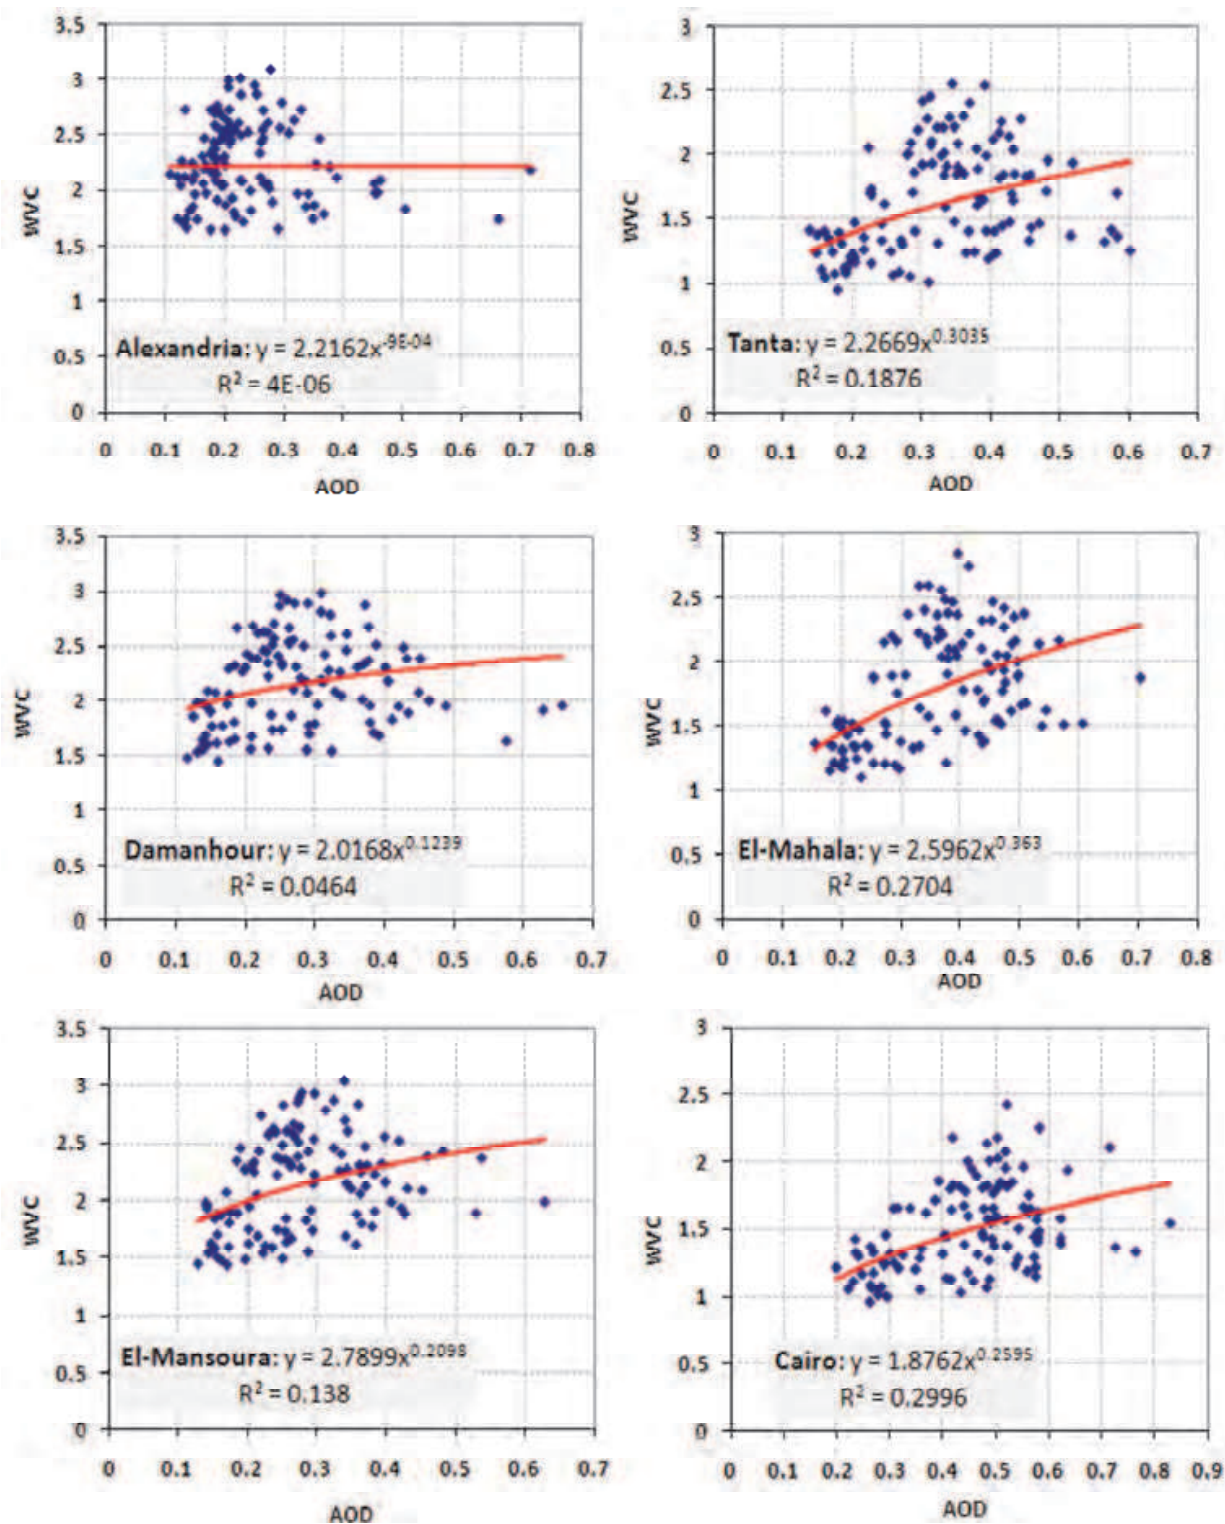 3.5
3
2.5
2
1.5
1
0.5
0
WVC
Alexandria: y = 2.2162x^-9E-04
R² = 4E-06
0 0.1 0.2 0.3 0.4 0.5 0.6 0.7 0.8
AOD
3
2.5
2
1.5
1
0.5
0
WVC
Tanta: y = 2.2669x^0.3035
R² = 0.1876
0 0.1 0.2 0.3 0.4 0.5 0.6 0.7
AOD
3.5
3
2.5
2
1.5
1
0.5
0
WVC
Damanhour: y = 2.0168x^0.1239
R² = 0.0464
0 0.1 0.2 0.3 0.4 0.5 0.6 0.7
AOD
3
2.5
2
1.5
1
0.5
0
WVC
El-Mahala: y = 2.5962x^0.363
R² = 0.2704
0 0.1 0.2 0.3 0.4 0.5 0.6 0.7 0.8
AOD
3.5
3
2.5
2
1.5
1
0.5
0
WVC
El-Mansoura: y = 2.7899x^0.2098
R² = 0.138
0 0.1 0.2 0.3 0.4 0.5 0.6 0.7
AOD
3
2.5
2
1.5
1
0.5
0
WVC
Cairo: y = 1.8762x^0.2595
R² = 0.2996
0 0.1 0.2 0.3 0.4 0.5 0.6 0.7 0.8 0.9
AOD